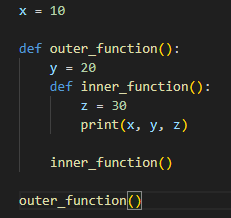 x = 10
def outer_function():
    y = 20
    def inner_function():
        z = 30
        print(x, y, z)
    inner_function()
outer_function()